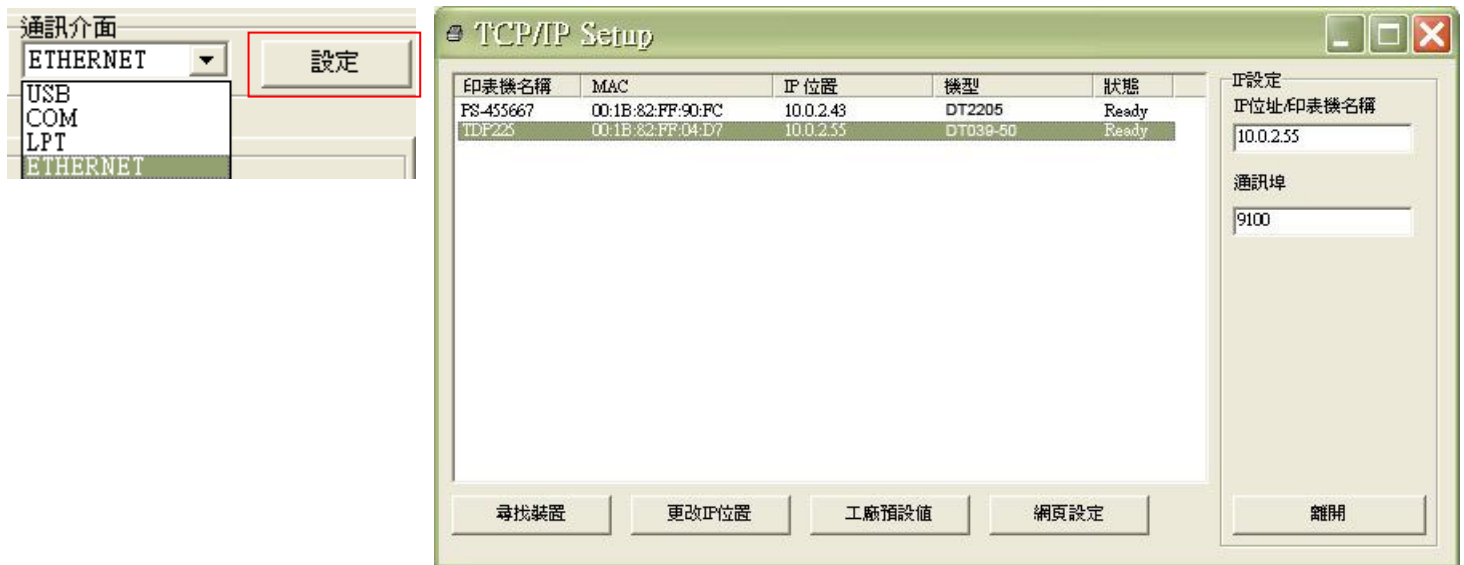 通訊介面
ETHERNET
設定
USB
COM
LPT
ETHERNET
TCP/IP Setup
印表機名稱 MAC IP 位置 機型 狀態
PS-455667 00:1B:82:FF:90:FC 10.0.2.43 DT2205 Ready
TDP225 00:1B:82:FF:04:D7 10.0.2.55 DT039-50 Ready
IP設定
IP位址/印表機名稱
10.0.2.55
通訊埠
9100
尋找裝置 更改IP位置 工廠預設值 網頁設定 離開